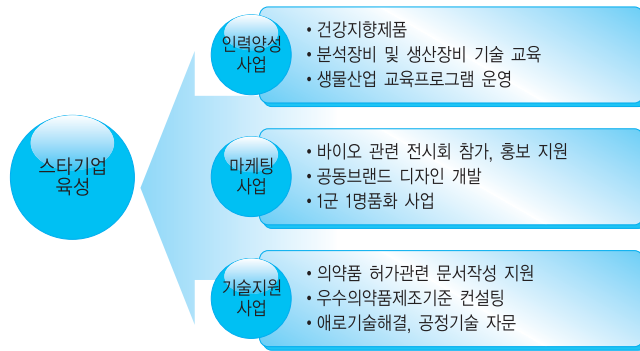 인력양성
사업
• 건강지향제품
• 분석장비 및 생산장비 기술 교육
• 생물산업 교육프로그램 운영
스타기업
육성
마케팅
사업
• 바이오 관련 전시회 참가, 홍보 지원
• 공동브랜드 디자인 개발
• 1군 1명품화 사업
기술지원
사업
• 의약품 허가관련 문서작성 지원
• 우수의약품제조기준 컨설팅
• 애로기술해결, 공정기술 자문